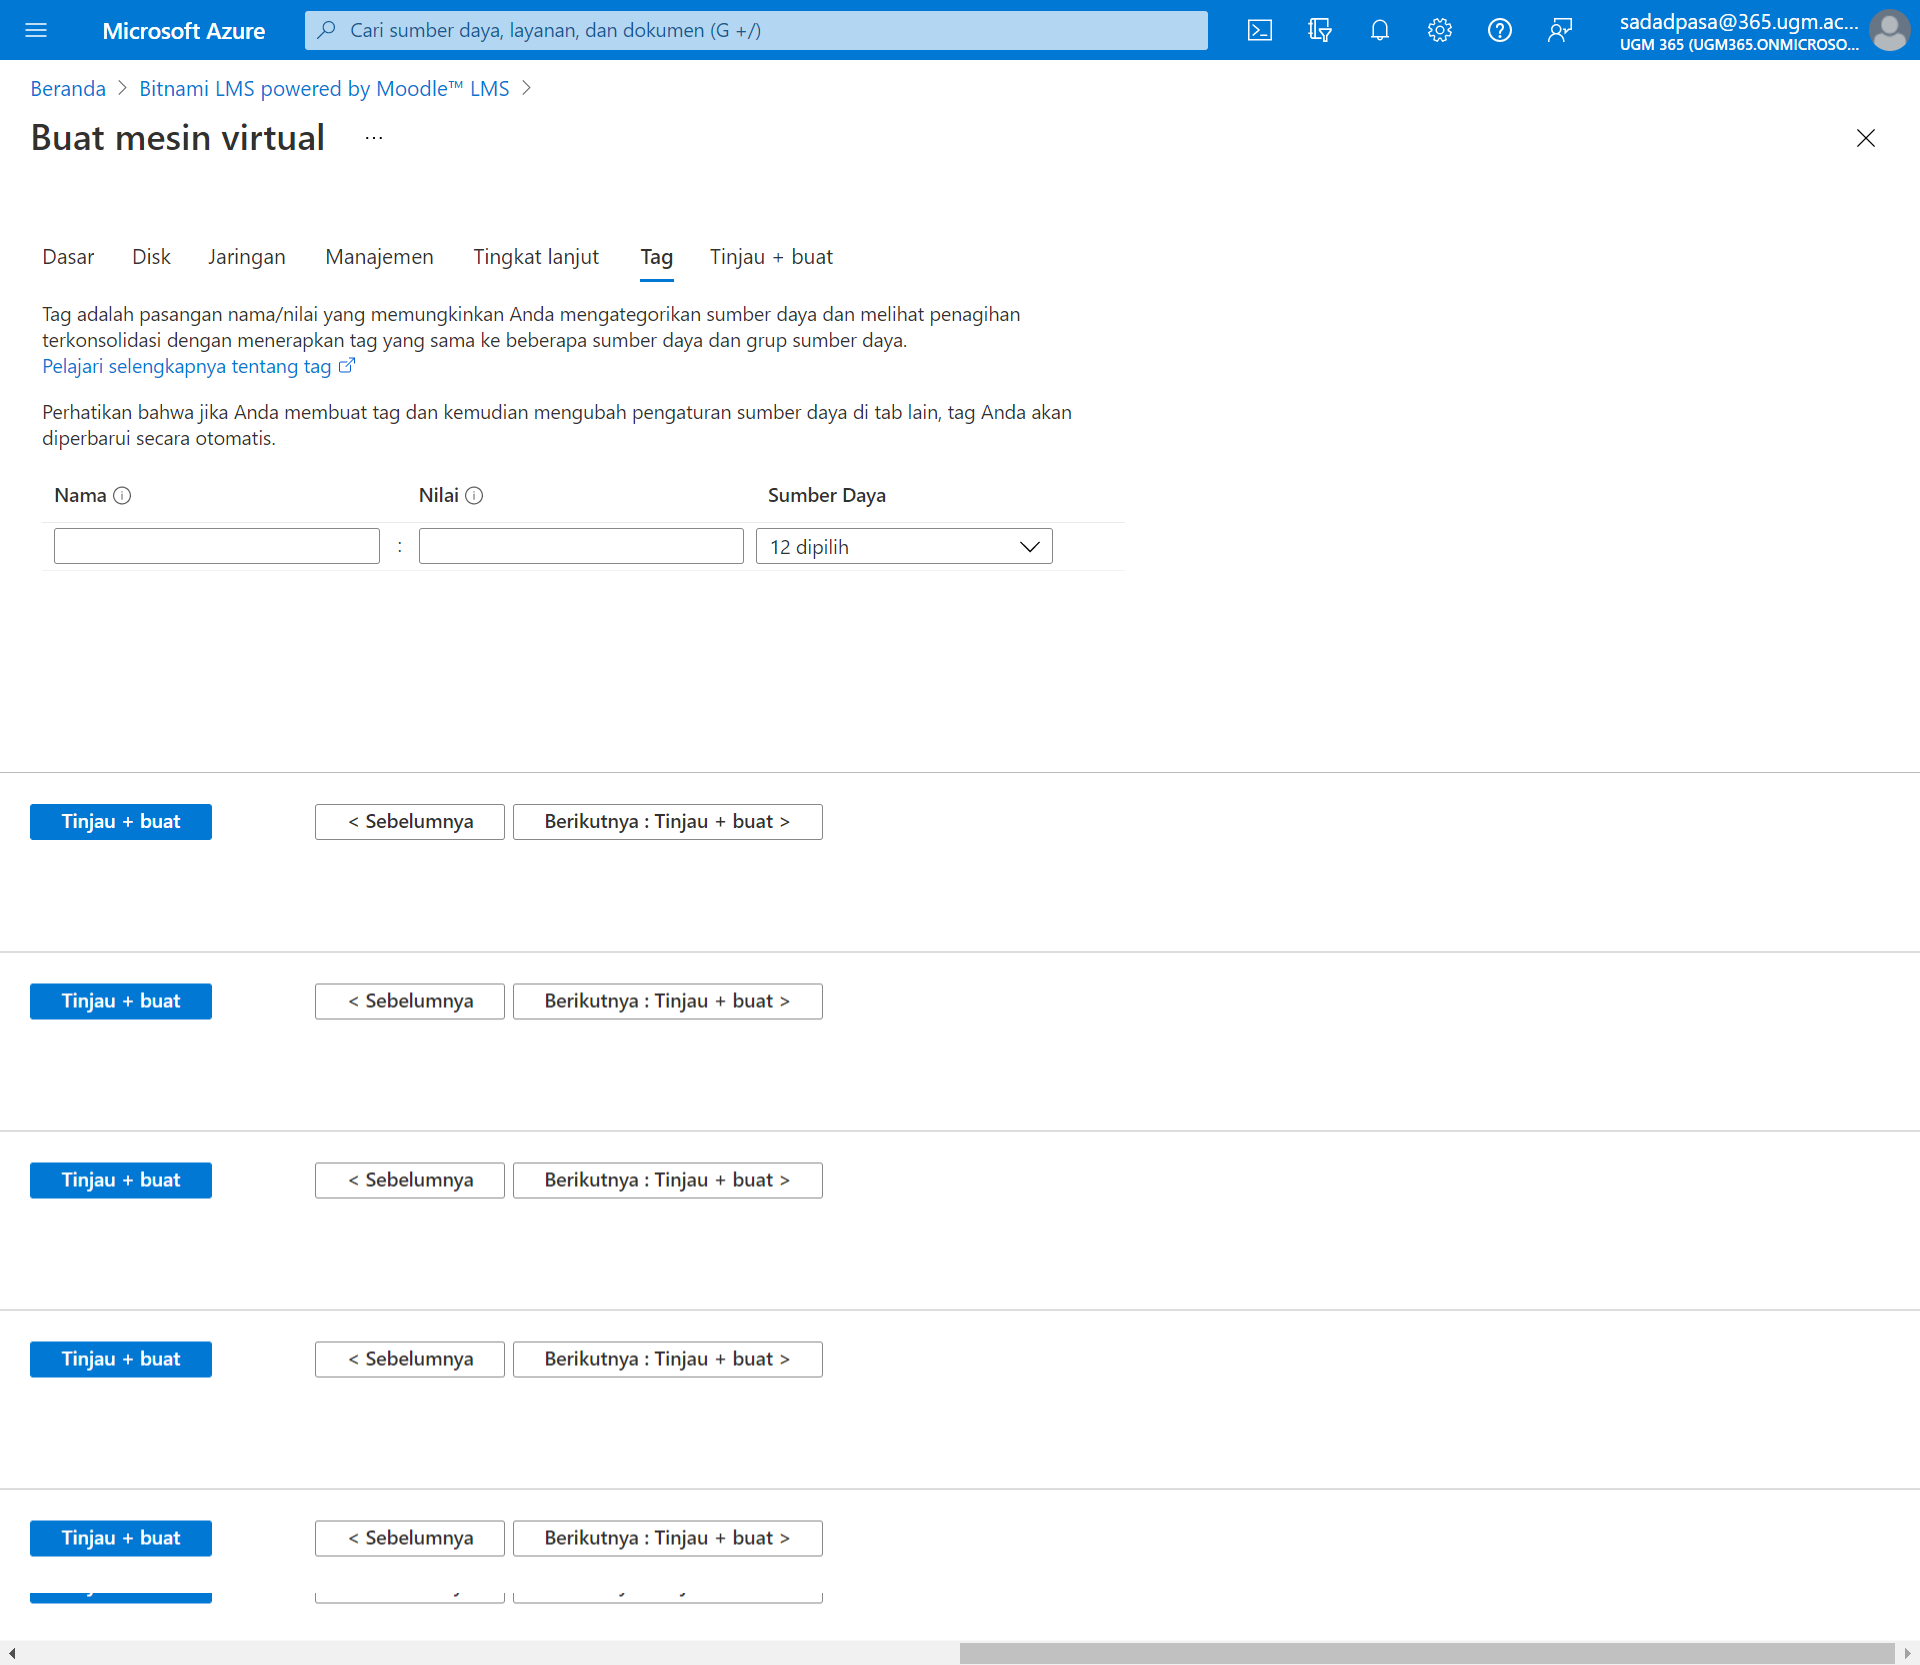 Microsoft Azure
Cari sumber daya, layanan, dan dokumen (G +/)
sadadpasa@365.ugm.ac...
UGM 365 (UGM365.ONMICROSO...
Beranda > Bitnami LMS powered by Moodle™ LMS >
Buat mesin virtual ...
Dasar Disk Jaringan Manajemen Tingkat lanjut Tag Tinjau + buat
Tag adalah pasangan nama/nilai yang memungkinkan Anda mengategorikan sumber daya dan melihat penagihan
terkonsolidasi dengan menerapkan tag yang sama ke beberapa sumber daya dan grup sumber daya.
Pelajari selengkapnya tentang tag
Perhatikan bahwa jika Anda membuat tag dan kemudian mengubah pengaturan sumber daya di tab lain, tag Anda akan
diperbarui secara otomatis.
Nama Nilai Sumber Daya
: 12 dipilih
Tinjau + buat < Sebelumnya Berikutnya : Tinjau + buat >
Tinjau + buat < Sebelumnya Berikutnya : Tinjau + buat >
Tinjau + buat < Sebelumnya Berikutnya : Tinjau + buat >
Tinjau + buat < Sebelumnya Berikutnya : Tinjau + buat >
Tinjau + buat < Sebelumnya Berikutnya : Tinjau + buat >